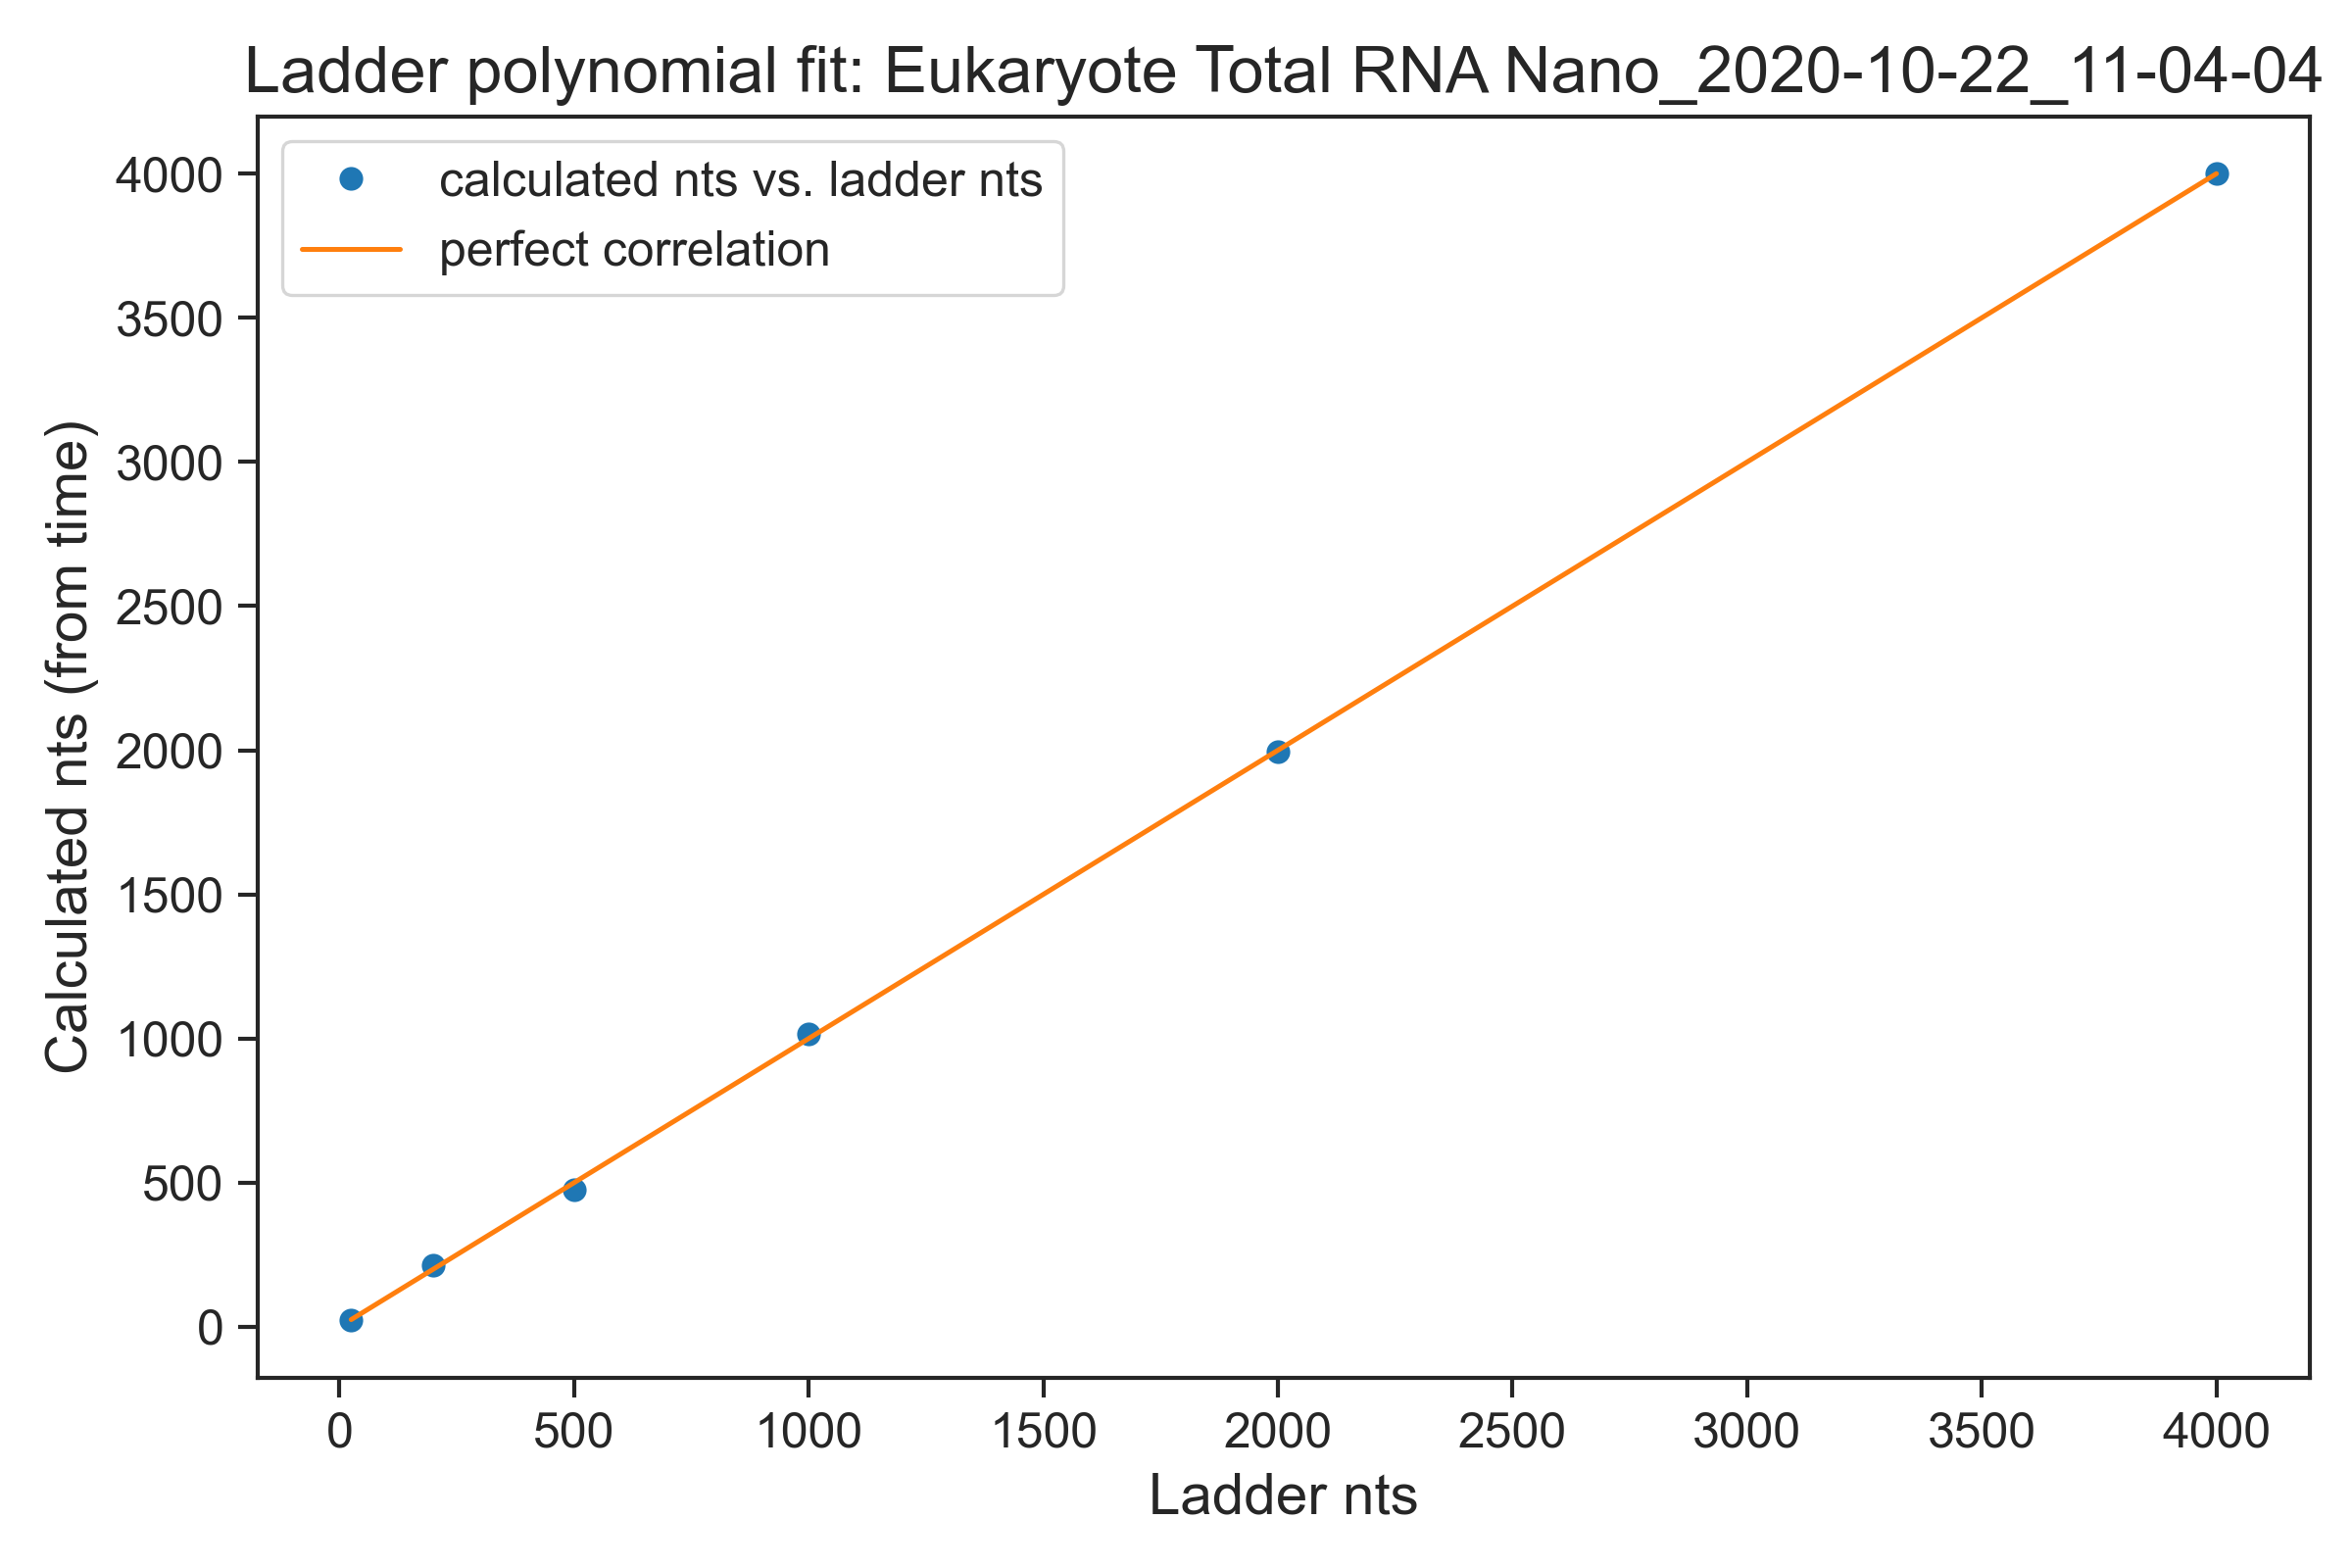 Ladder polynomial fit: Eukaryote Total RNA Nano_2020-10-22_11-04-04
calculated nts vs. ladder nts
perfect correlation
Calculated nts (from time)
4000
3500
3000
2500
2000
1500
1000
500
0
0 500 1000 1500 2000 2500 3000 3500 4000
Ladder nts